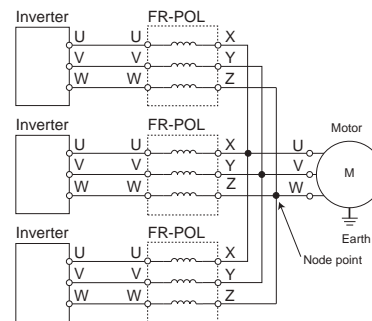 Inverter FR-POL
U U X
V V Y
W W Z
Inverter FR-POL Motor
U U X U
V V Y V M
W W Z W
Earth
Inverter FR-POL Node point
U U X
V V Y
W W Z